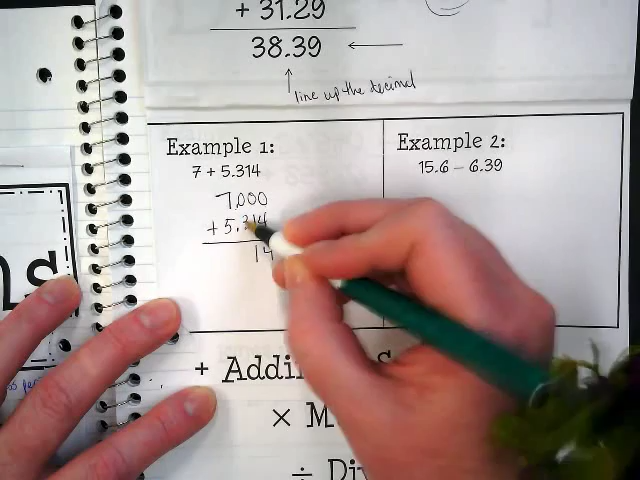 + 31.29
38.39
line up the decimal
Example 1:
7 + 5.314
7.000
+ 5.314
14
Example 2:
15.6 – 6.39
+ Addi
×
÷ Di